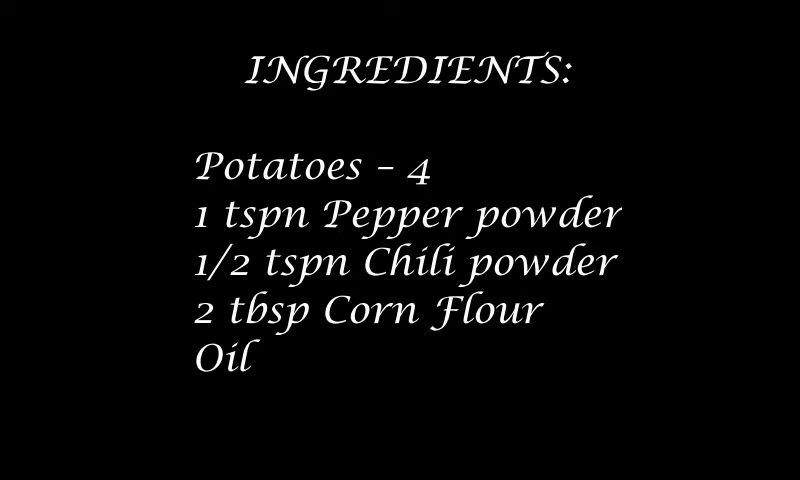 INGREDIENTS:
Potatoes – 4
1 tspn Pepper powder
1/2 tspn Chili powder
2 tbsp Corn Flour
Oil